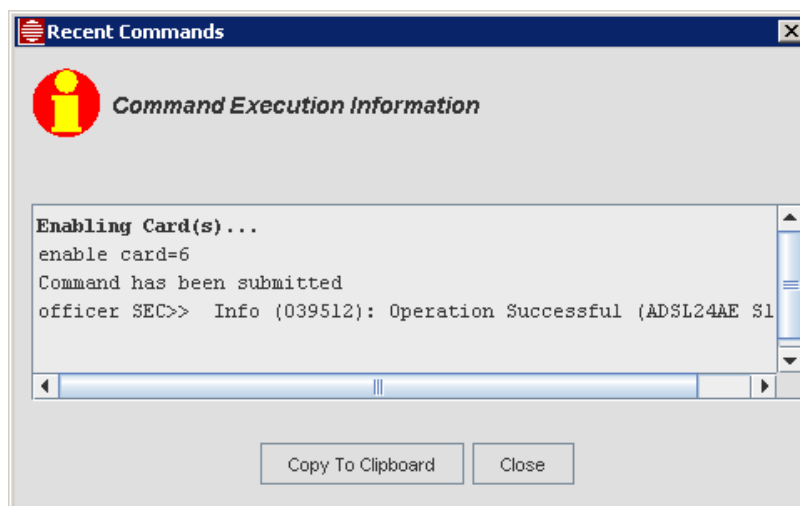 Recent Commands
Command Execution Information
Enabling Card(s)...
enable card=6
Command has been submitted
officer SEC>> Info (039512): Operation Successful (ADSL24AE Sl
Copy To Clipboard
Close